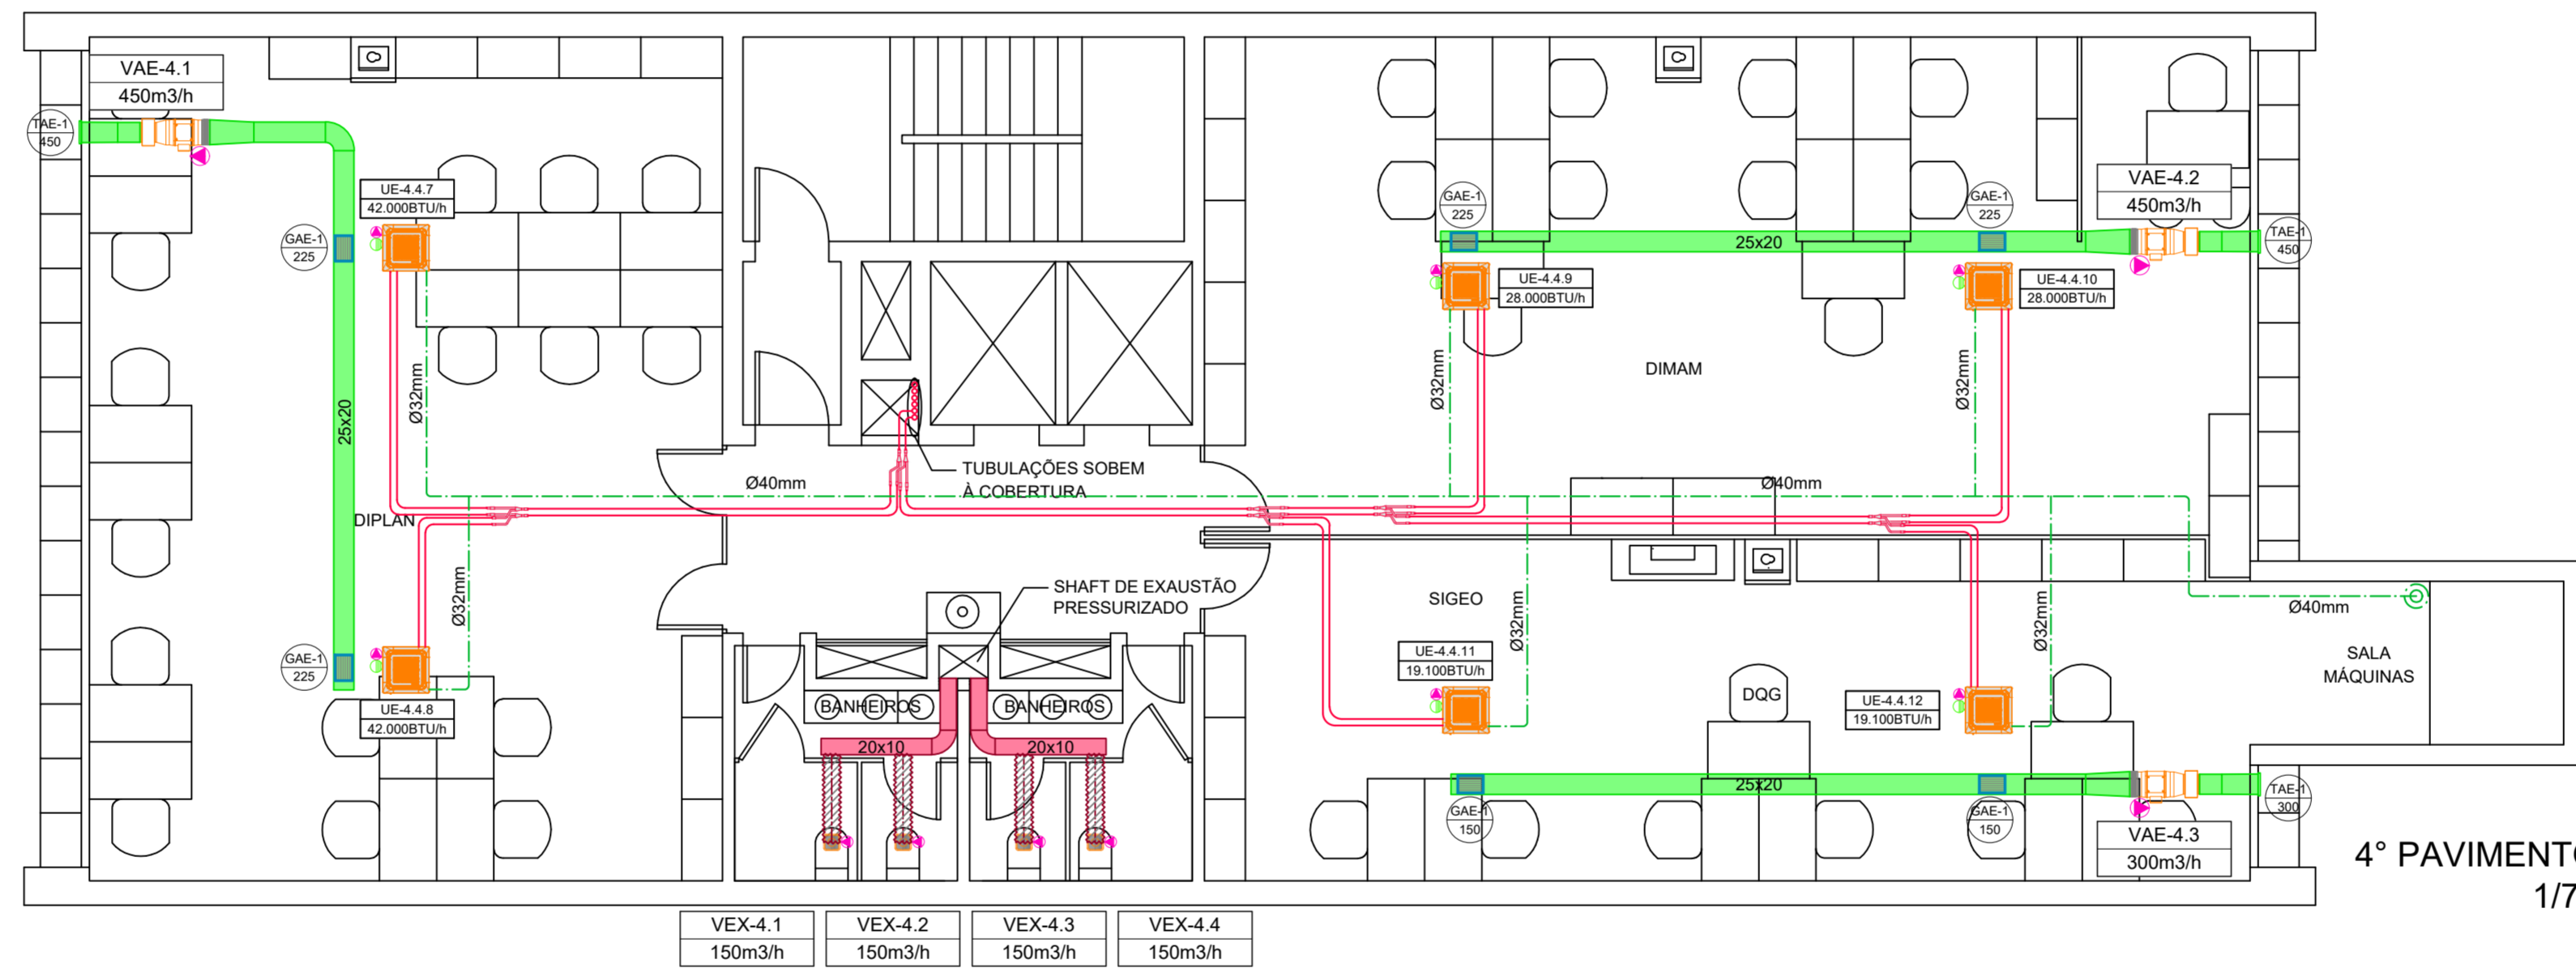 VAE-4.1
450m3/h
TAE-1
450
UE-4.4.7
42.000BTU/h
GAE-1
225
25x20
Ø32mm
DIPLAN
Ø32mm
GAE-1
225
UE-4.4.8
42.000BTU/h
Ø40mm
TUBULAÇÕES SOBEM
À COBERTURA
SHAFT DE EXAUSTÃO
PRESSURIZADO
BANHEIROS
BANHEIROS
20x10
20x10
VEX-4.1
150m3/h
VEX-4.2
150m3/h
VEX-4.3
150m3/h
VEX-4.4
150m3/h
GAE-1
225
25x20
GAE-1
225
VAE-4.2
450m3/h
TAE-1
450
UE-4.4.9
28.000BTU/h
UE-4.4.10
28.000BTU/h
Ø32mm
DIMAM
Ø32mm
Ø40mm
SIGEO
Ø32mm
Ø32mm
UE-4.4.11
19.100BTU/h
DQG
UE-4.4.12
19.100BTU/h
Ø40mm
SALA
MÁQUINAS
GAE-1
150
25x20
GAE-1
150
VAE-4.3
300m3/h
TAE-1
300
4° PAVIMENTO
1/7